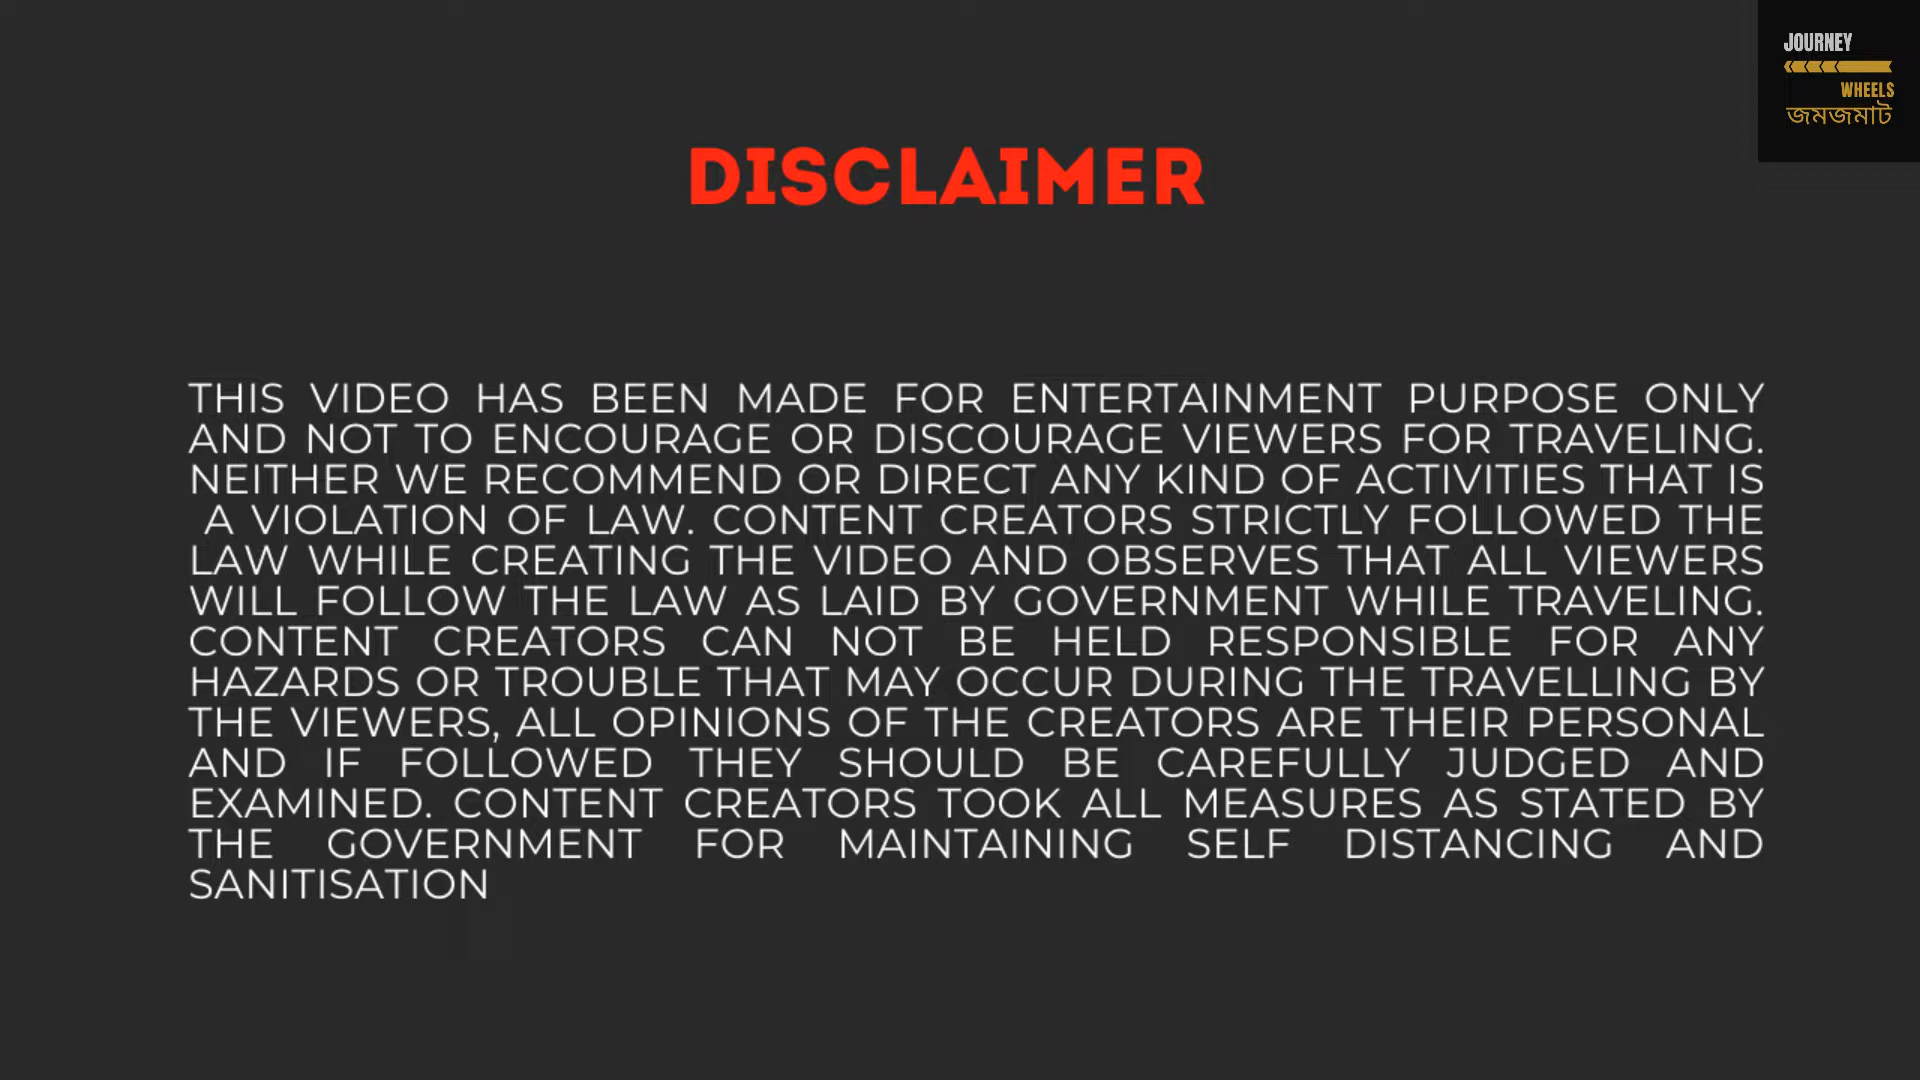 JOURNEY
WHEELS
জমজমাট
DISCLAIMER
THIS VIDEO HAS BEEN MADE FOR ENTERTAINMENT PURPOSE ONLY
AND NOT TO ENCOURAGE OR DISCOURAGE VIEWERS FOR TRAVELING.
NEITHER WE RECOMMEND OR DIRECT ANY KIND OF ACTIVITIES THAT IS
A VIOLATION OF LAW. CONTENT CREATORS STRICTLY FOLLOWED THE
LAW WHILE CREATING THE VIDEO AND OBSERVES THAT ALL VIEWERS
WILL FOLLOW THE LAW AS LAID BY GOVERNMENT WHILE TRAVELING.
CONTENT CREATORS CAN NOT BE HELD RESPONSIBLE FOR ANY
HAZARDS OR TROUBLE THAT MAY OCCUR DURING THE TRAVELLING BY
THE VIEWERS, ALL OPINIONS OF THE CREATORS ARE THEIR PERSONAL
AND IF FOLLOWED THEY SHOULD BE CAREFULLY JUDGED AND
EXAMINED. CONTENT CREATORS TOOK ALL MEASURES AS STATED BY
THE GOVERNMENT FOR MAINTAINING SELF DISTANCING AND
SANITISATION